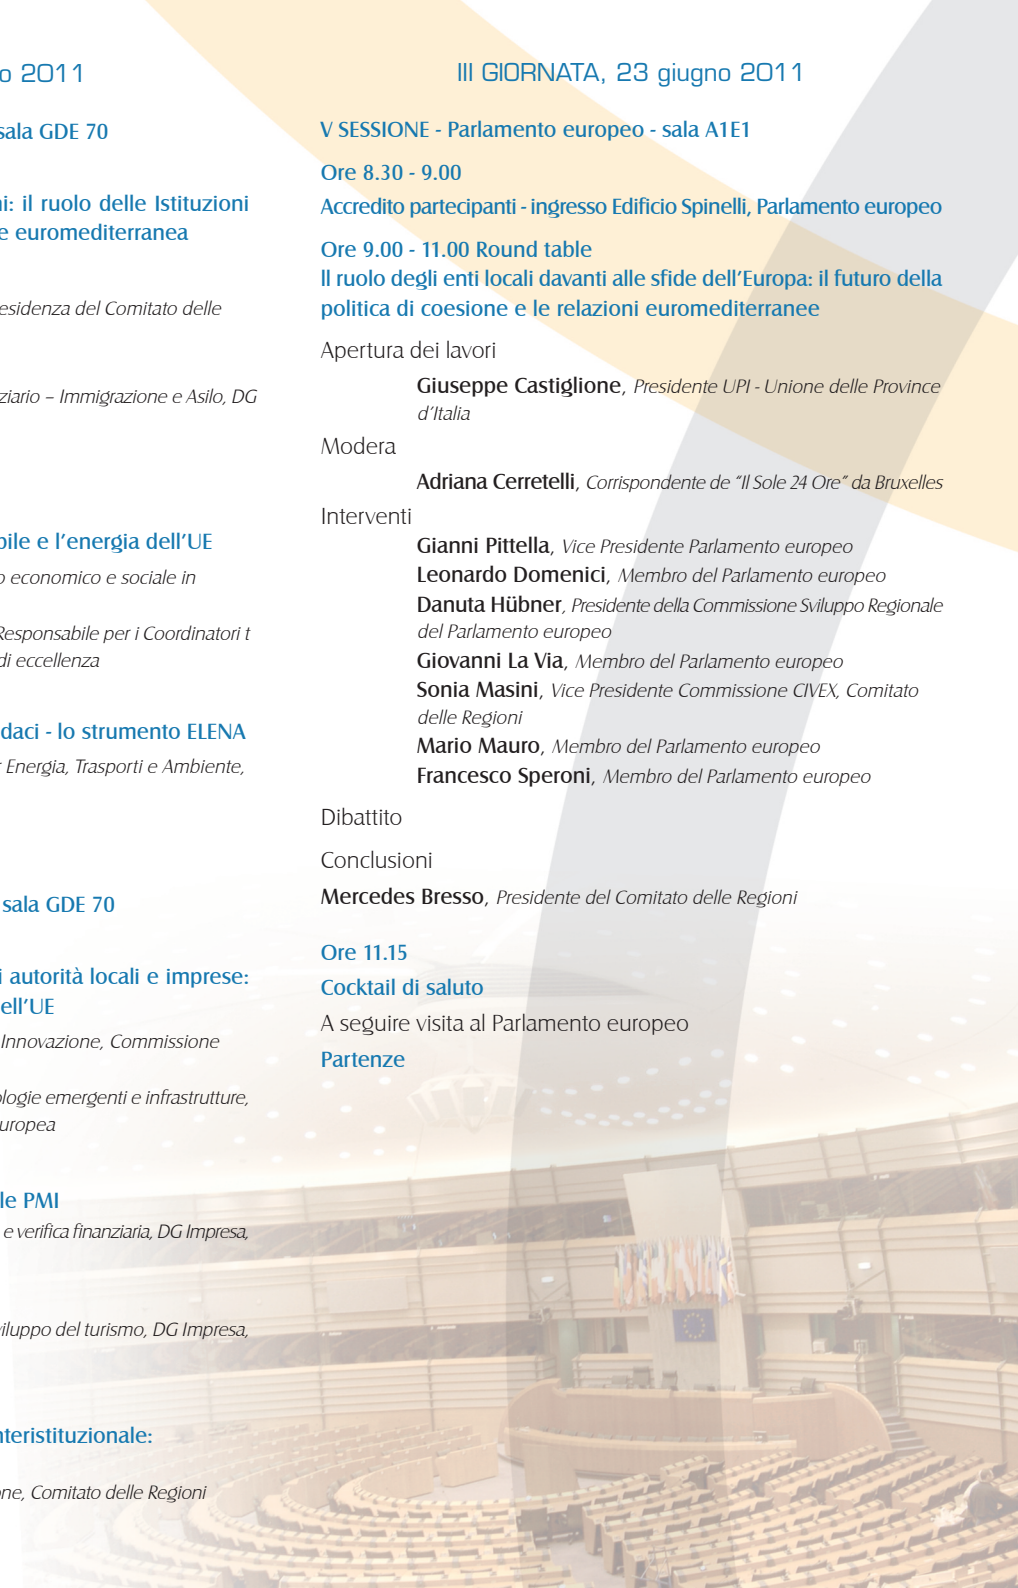 o 2011
sala GDE 70
ni: il ruolo delle Istituzioni
e euromediterranea
esidenza del Comitato delle
ziario – Immigrazione e Asilo, DG
bile e l’energia dell’UE
o economico e sociale in
Responsabile per i Coordinatori t
di eccellenza
daci - lo strumento ELENA
r Energia, Trasporti e Ambiente,
sala GDE 70
i autorità locali e imprese:
ell’UE
Innovazione, Commissione
ologie emergenti e infrastrutture,
uropea
le PMI
e verifica finanziaria, DG Impresa,
viluppo del turismo, DG Impresa,
nteristituzionale:
one, Comitato delle Regioni
III GIORNATA, 23 giugno 2011
V SESSIONE - Parlamento europeo - sala A1E1
Ore 8.30 - 9.00
Accredito partecipanti - ingresso Edificio Spinelli, Parlamento europeo
Ore 9.00 - 11.00 Round table
Il ruolo degli enti locali davanti alle sfide dell’Europa: il futuro della
politica di coesione e le relazioni euromediterranee
Apertura dei lavori
Giuseppe Castiglione, Presidente UPI - Unione delle Province
d’Italia
Modera
Adriana Cerretelli, Corrispondente de “Il Sole 24 Ore” da Bruxelles
Interventi
Gianni Pittella, Vice Presidente Parlamento europeo
Leonardo Domenici, Membro del Parlamento europeo
Danuta Hübner, Presidente della Commissione Sviluppo Regionale
del Parlamento europeo
Giovanni La Via, Membro del Parlamento europeo
Sonia Masini, Vice Presidente Commissione CIVEX, Comitato
delle Regioni
Mario Mauro, Membro del Parlamento europeo
Francesco Speroni, Membro del Parlamento europeo
Dibattito
Conclusioni
Mercedes Bresso, Presidente del Comitato delle Regioni
Ore 11.15
Cocktail di saluto
A seguire visita al Parlamento europeo
Partenze